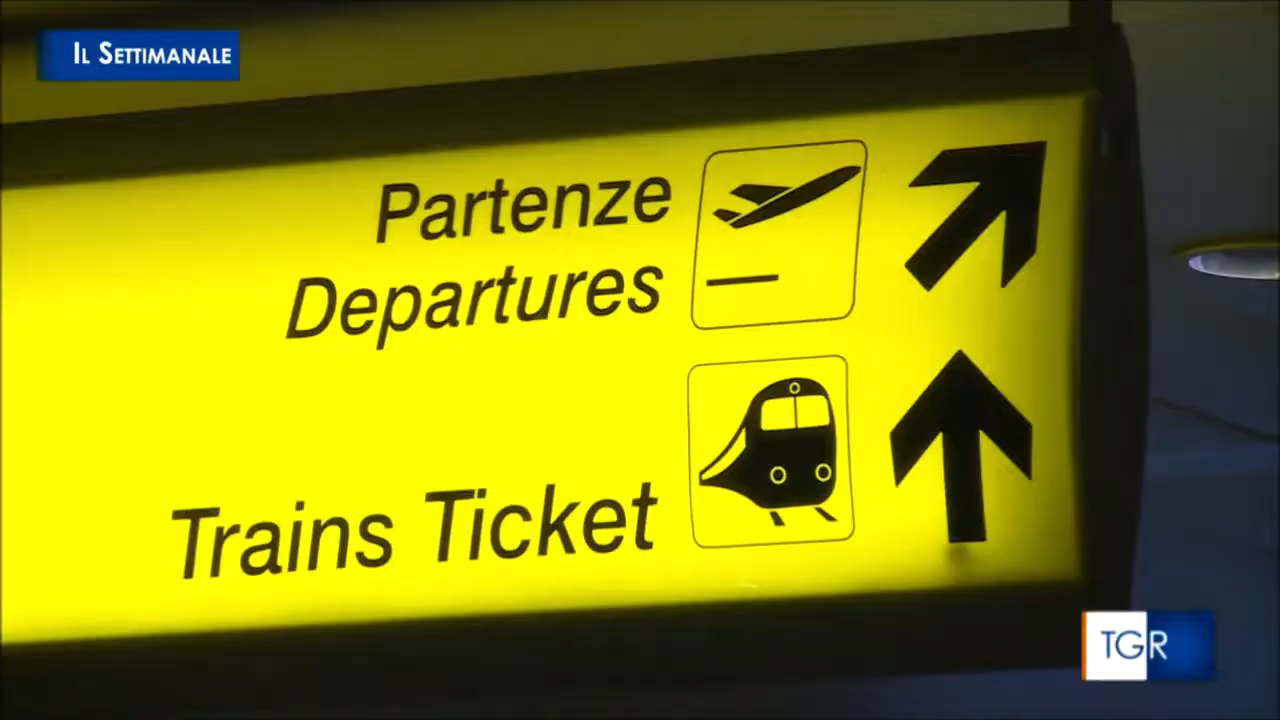 Il Settimanale
Partenze
Departures
Trains Ticket
TGR